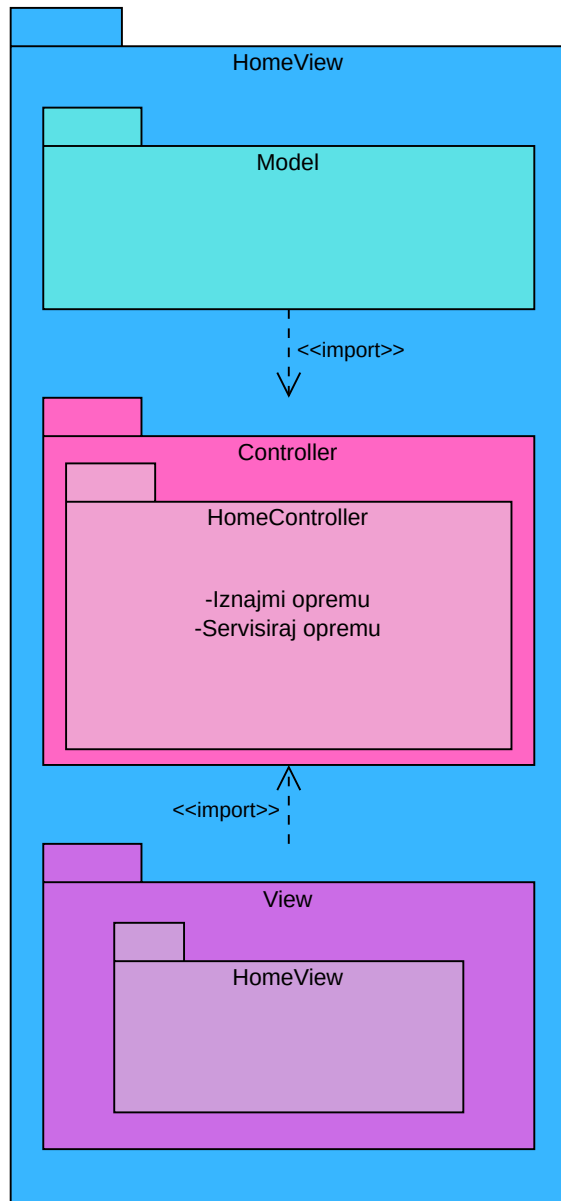 HomeView
Model
<<import>>
Controller
HomeController
-Iznajmi opremu
-Servisiraj opremu
<<import>>
View
HomeView